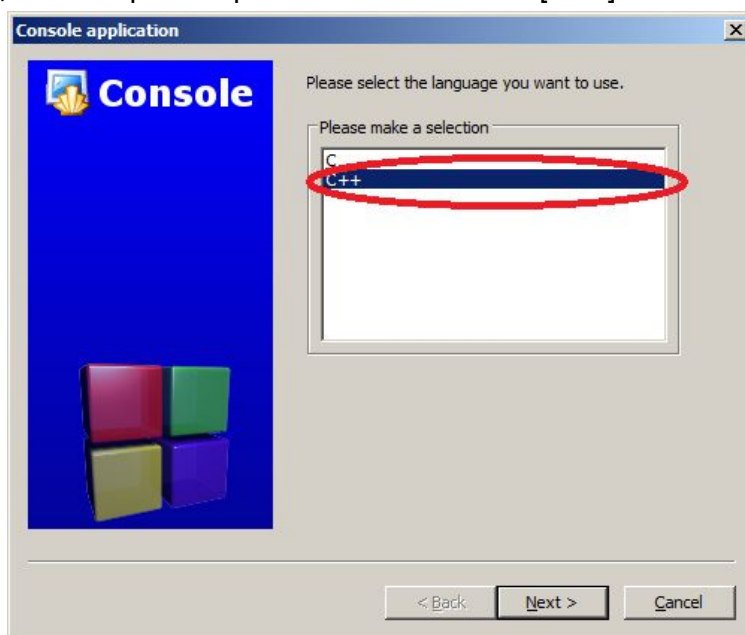 Console application
Console
Please select the language you want to use.
Please make a selection
C
C++
< Back
Next >
Cancel